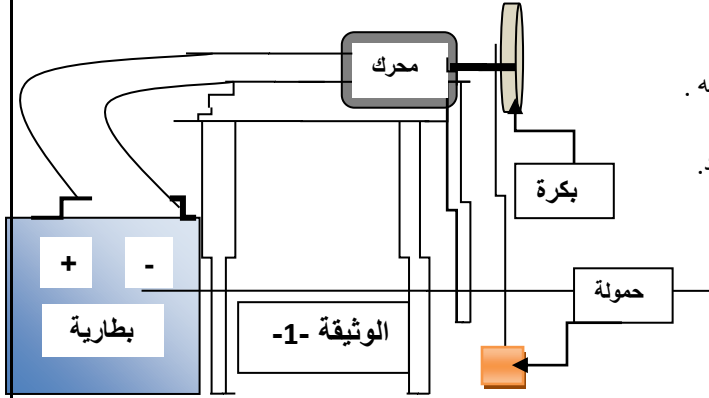 محرك
ه .
.
بكرة
+ -
حمولة
بطارية
الوثيقة -1-